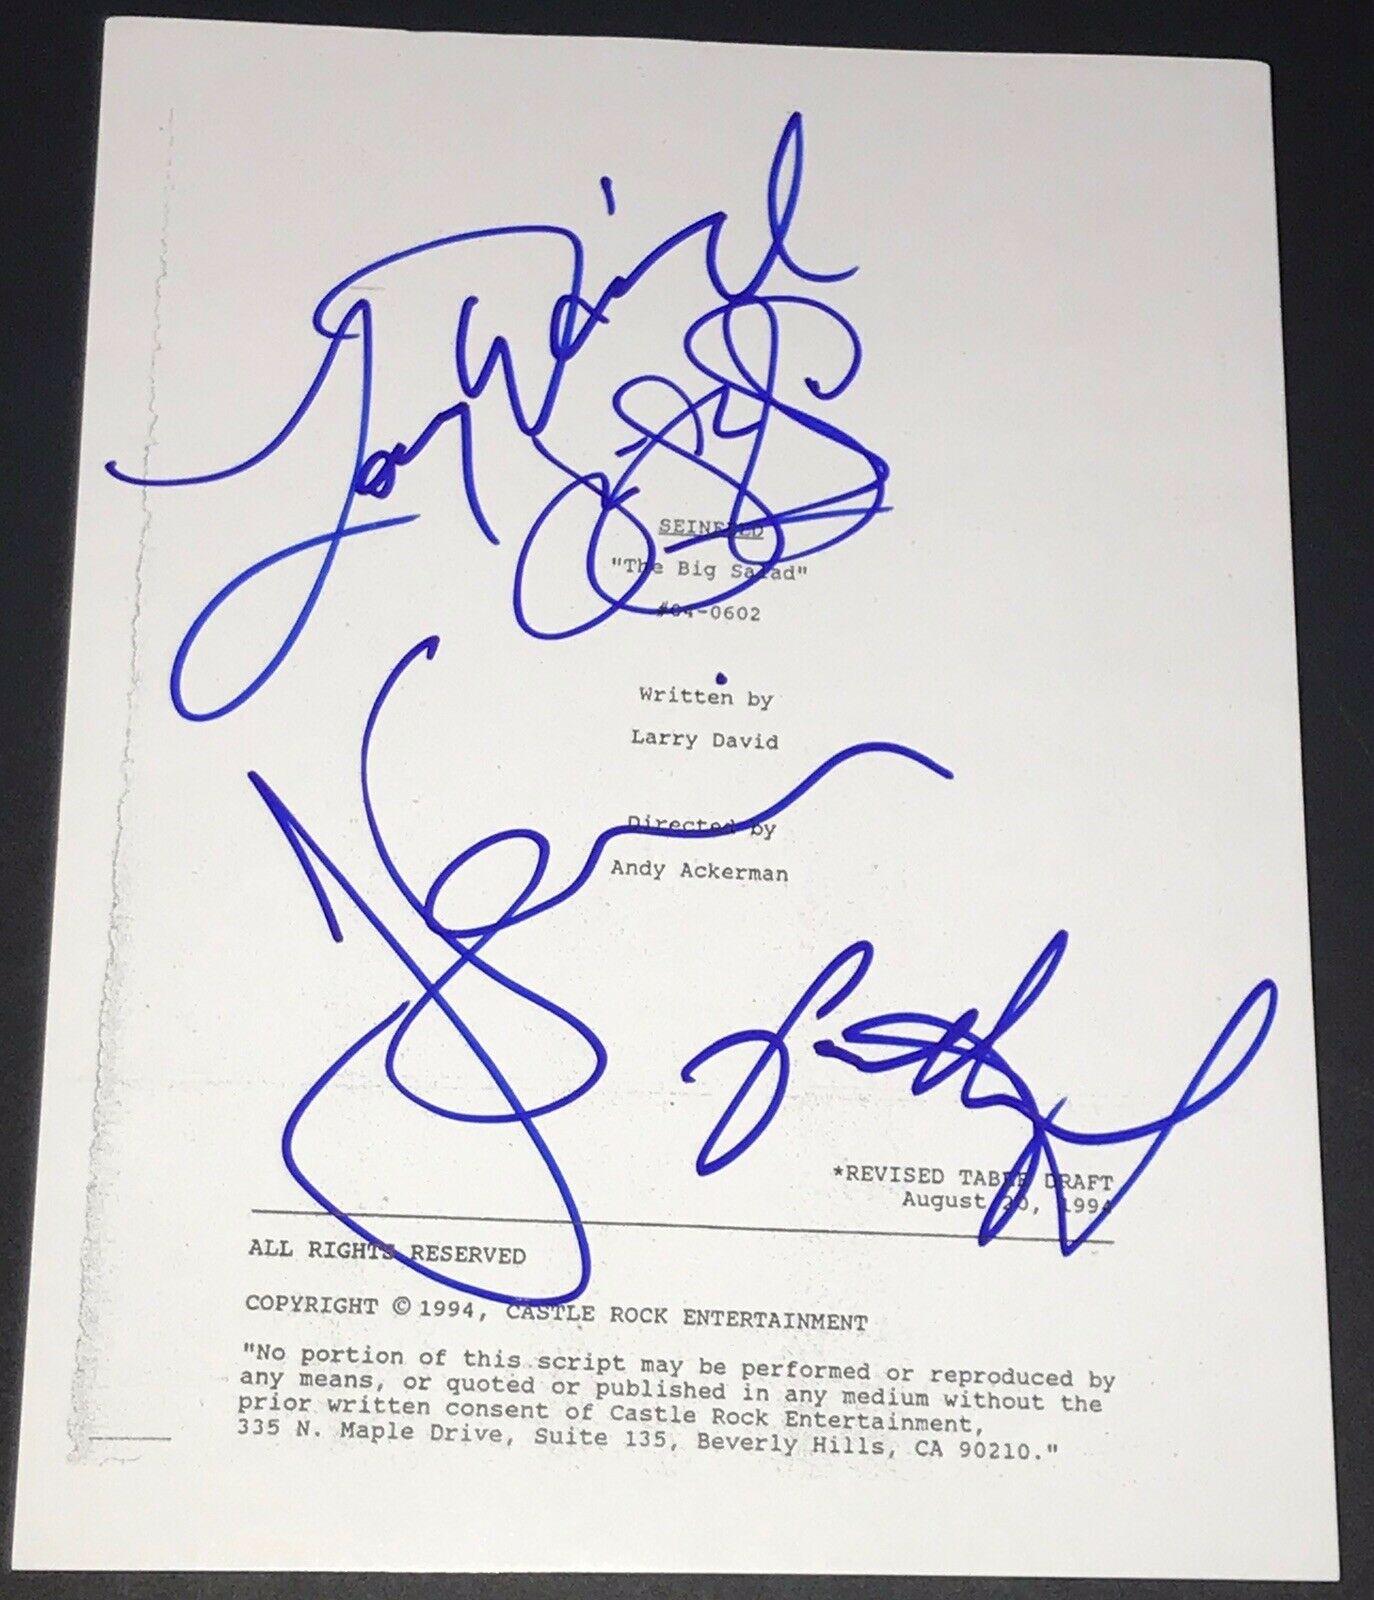 SEINFELD
"The Big Salad"
#04-0602
Written by
Larry David
Directed by
Andy Ackerman
*REVISED TABLE DRAFT
August 20, 1994
ALL RIGHTS RESERVED
COPYRIGHT © 1994, CASTLE ROCK ENTERTAINMENT
"No portion of this script may be performed or reproduced by
any means, or quoted or published in any medium without the
prior written consent of Castle Rock Entertainment,
335 N. Maple Drive, Suite 135, Beverly Hills, CA 90210."